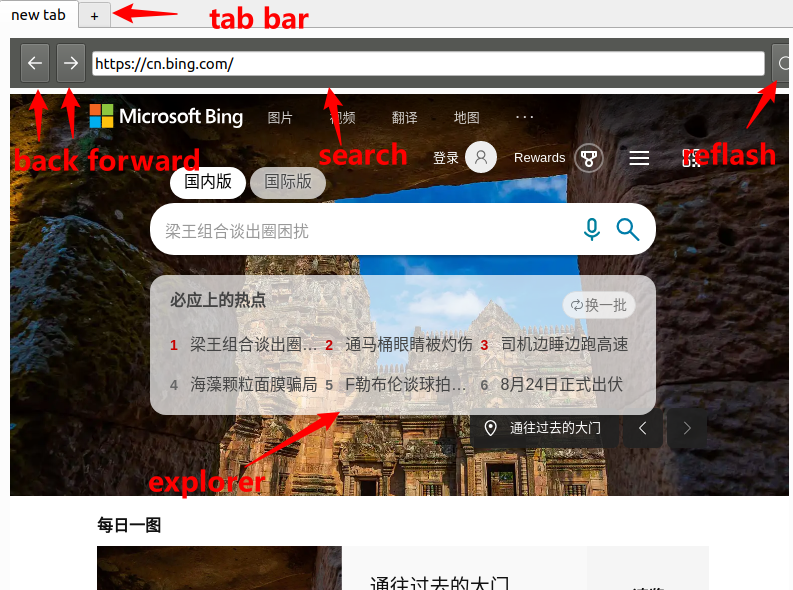 new tab +
tab bar
https://cn.bing.com/
Microsoft Bing 图片 视频 翻译 地图 ···
back forward
search
reflash
登录 Rewards
国内版 国际版
梁王组合谈出圈困扰
必应上的热点 换一批
1 梁王组合谈出圈... 2 通马桶眼睛被灼伤 3 司机边睡边跑高速
4 海藻颗粒面膜骗局 5 F勒布伦谈球拍... 6 8月24日正式出伏
通往过去的大门
explorer
每日一图
通往过去的大门